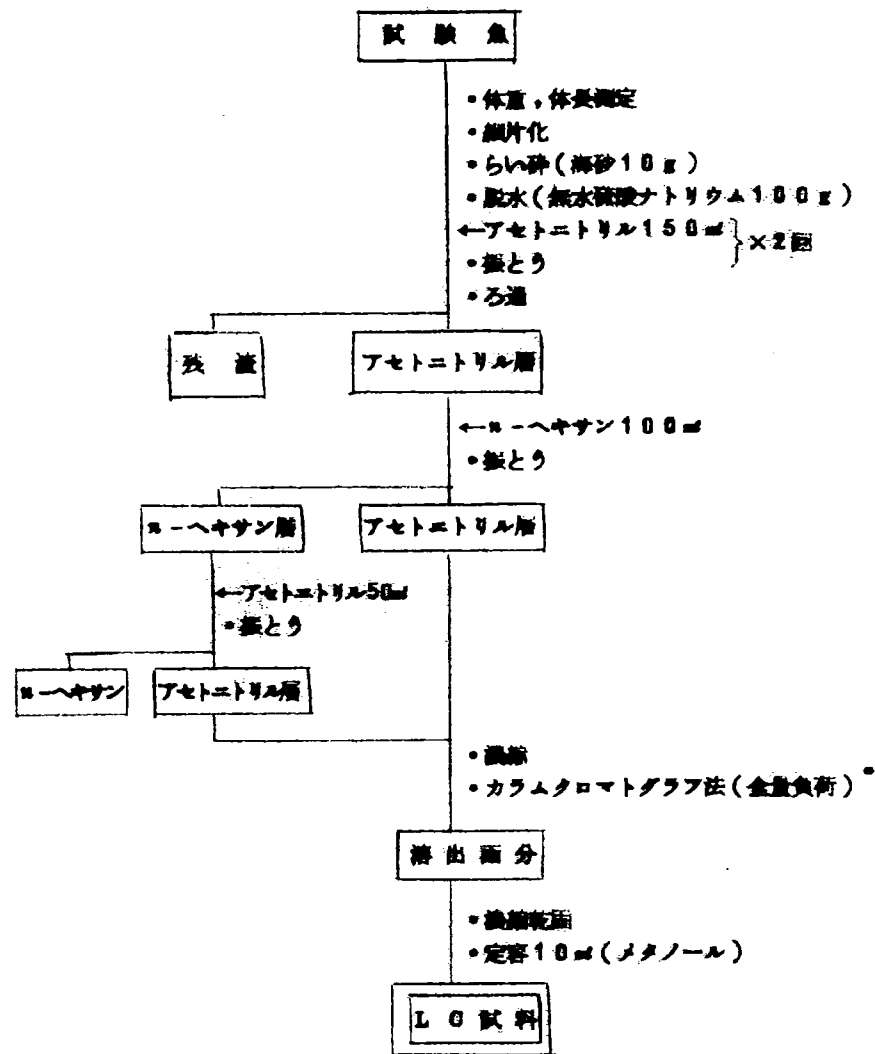 試験魚
・体重,体長測定
・細片化
・らい砕(海砂10g)
・脱水(無水硫酸ナトリウム100g)
←アセトニトリル150ml
・振とう
}×2回
・ろ過
残渣
アセトニトリル層
←n-ヘキサン100ml
・振とう
n-ヘキサン層
アセトニトリル層
←アセトニトリル50ml
・振とう
n-ヘキサン
アセトニトリル層
・濃縮
・カラムクロマトグラフ法(全量負荷)*
溶出画分
・濃縮乾固
・定容10ml(メタノール)
LC試料